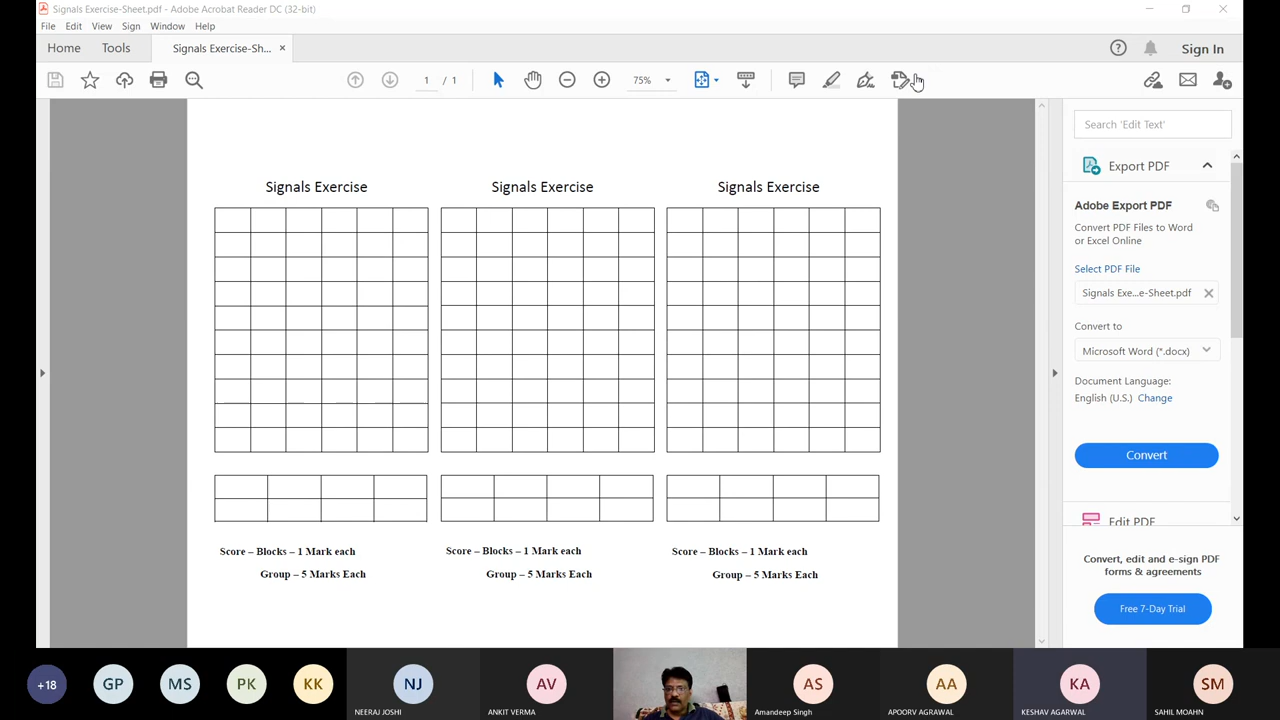 Signals Exercise-Sheet.pdf - Adobe Acrobat Reader DC (32-bit)
File Edit View Sign Window Help
Home Tools Signals Exercise-Sh... × Sign In
1 / 1 75%
Search 'Edit Text'
Export PDF
Adobe Export PDF
Convert PDF Files to Word
or Excel Online
Select PDF File
Signals Exe...e-Sheet.pdf
Convert to
Microsoft Word (*.docx)
Document Language:
English (U.S.) Change
Convert
Edit PDF
Convert, edit and e-sign PDF
forms & agreements
Free 7-Day Trial
Signals Exercise Signals Exercise Signals Exercise
Score – Blocks – 1 Mark each Score – Blocks – 1 Mark each Score – Blocks – 1 Mark each
Group – 5 Marks Each Group – 5 Marks Each Group – 5 Marks Each
+18 GP MS PK KK NJ AV AS AA KA SM
NEERAJ JOSHI ANKIT VERMA Amandeep Singh APOORV AGRAWAL KESHAV AGARWAL SAHIL MOAHN